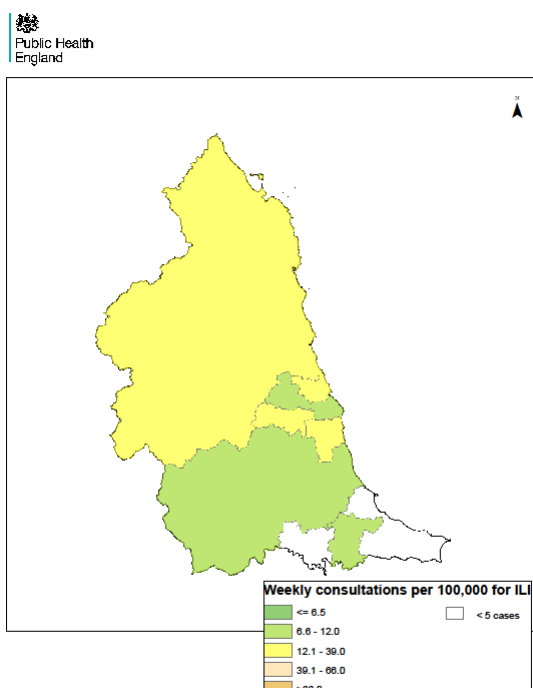 Public Health
England
N
Weekly consultations per 100,000 for ILI
<= 6.5
< 5 cases
6.6 - 12.0
12.1 - 39.0
39.1 - 66.0